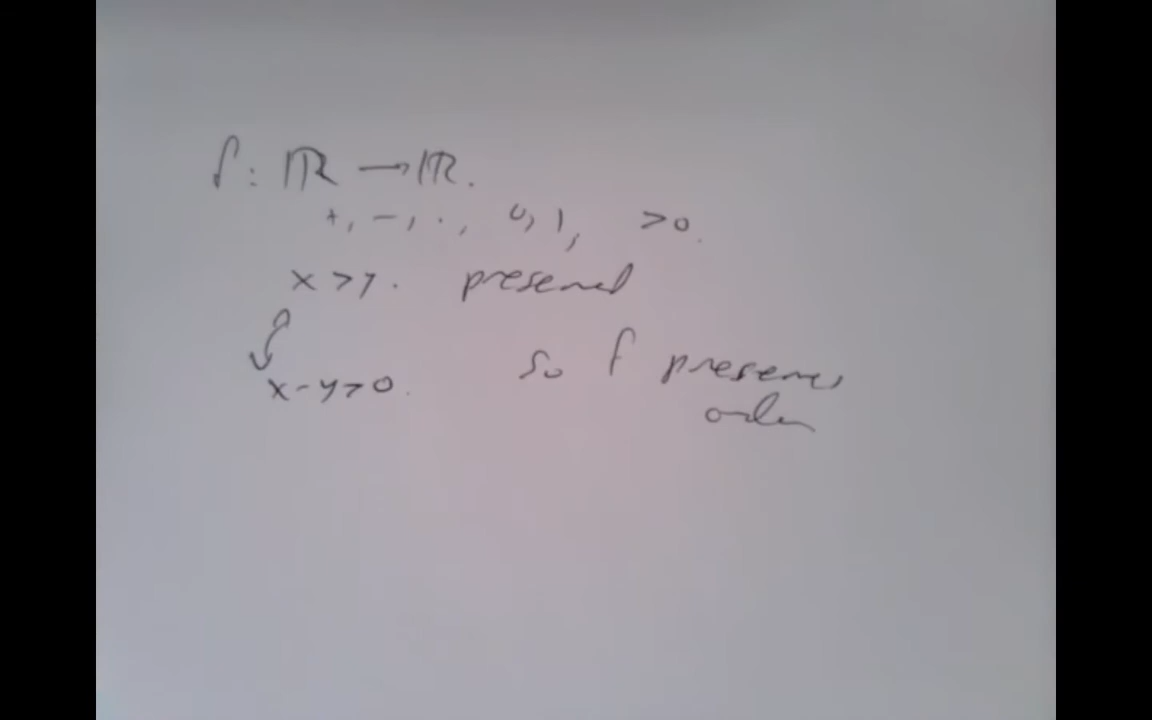 f: ℝ → ℝ.
+, −, ·, 0, 1, >0.
x > y. preserved
x − y > 0. so f preserves
order